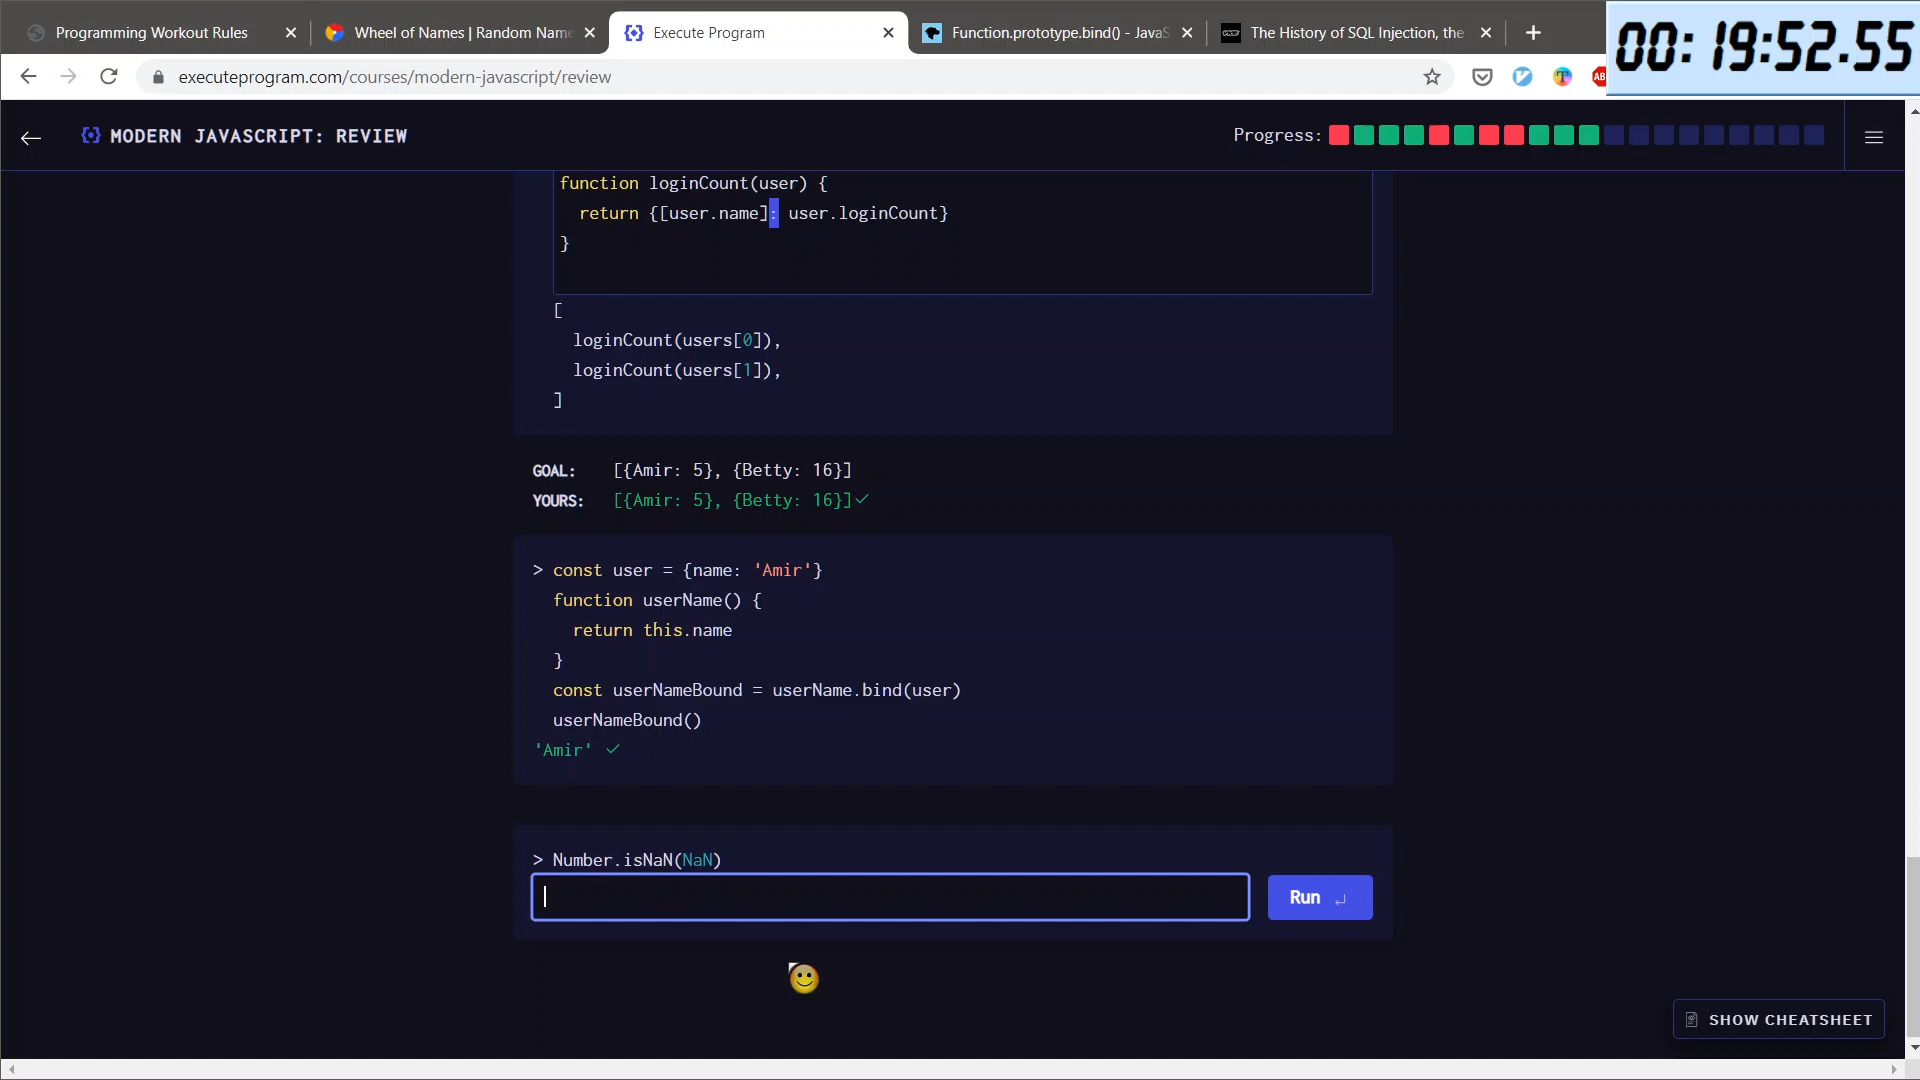 Programming Workout Rules
Wheel of Names | Random Name
Execute Program
Function.prototype.bind() - JavaS
The History of SQL Injection, the
00:19:52.55
executeprogram.com/courses/modern-javascript/review
MODERN JAVASCRIPT: REVIEW
Progress:
function loginCount(user) {
return {[user.name]: user.loginCount}
}
[
loginCount(users[0]),
loginCount(users[1]),
]
GOAL: [{Amir: 5}, {Betty: 16}]
YOURS: [{Amir: 5}, {Betty: 16}]✓
> const user = {name: 'Amir'}
function userName() {
return this.name
}
const userNameBound = userName.bind(user)
userNameBound()
'Amir' ✓
> Number.isNaN(NaN)
Run
SHOW CHEATSHEET